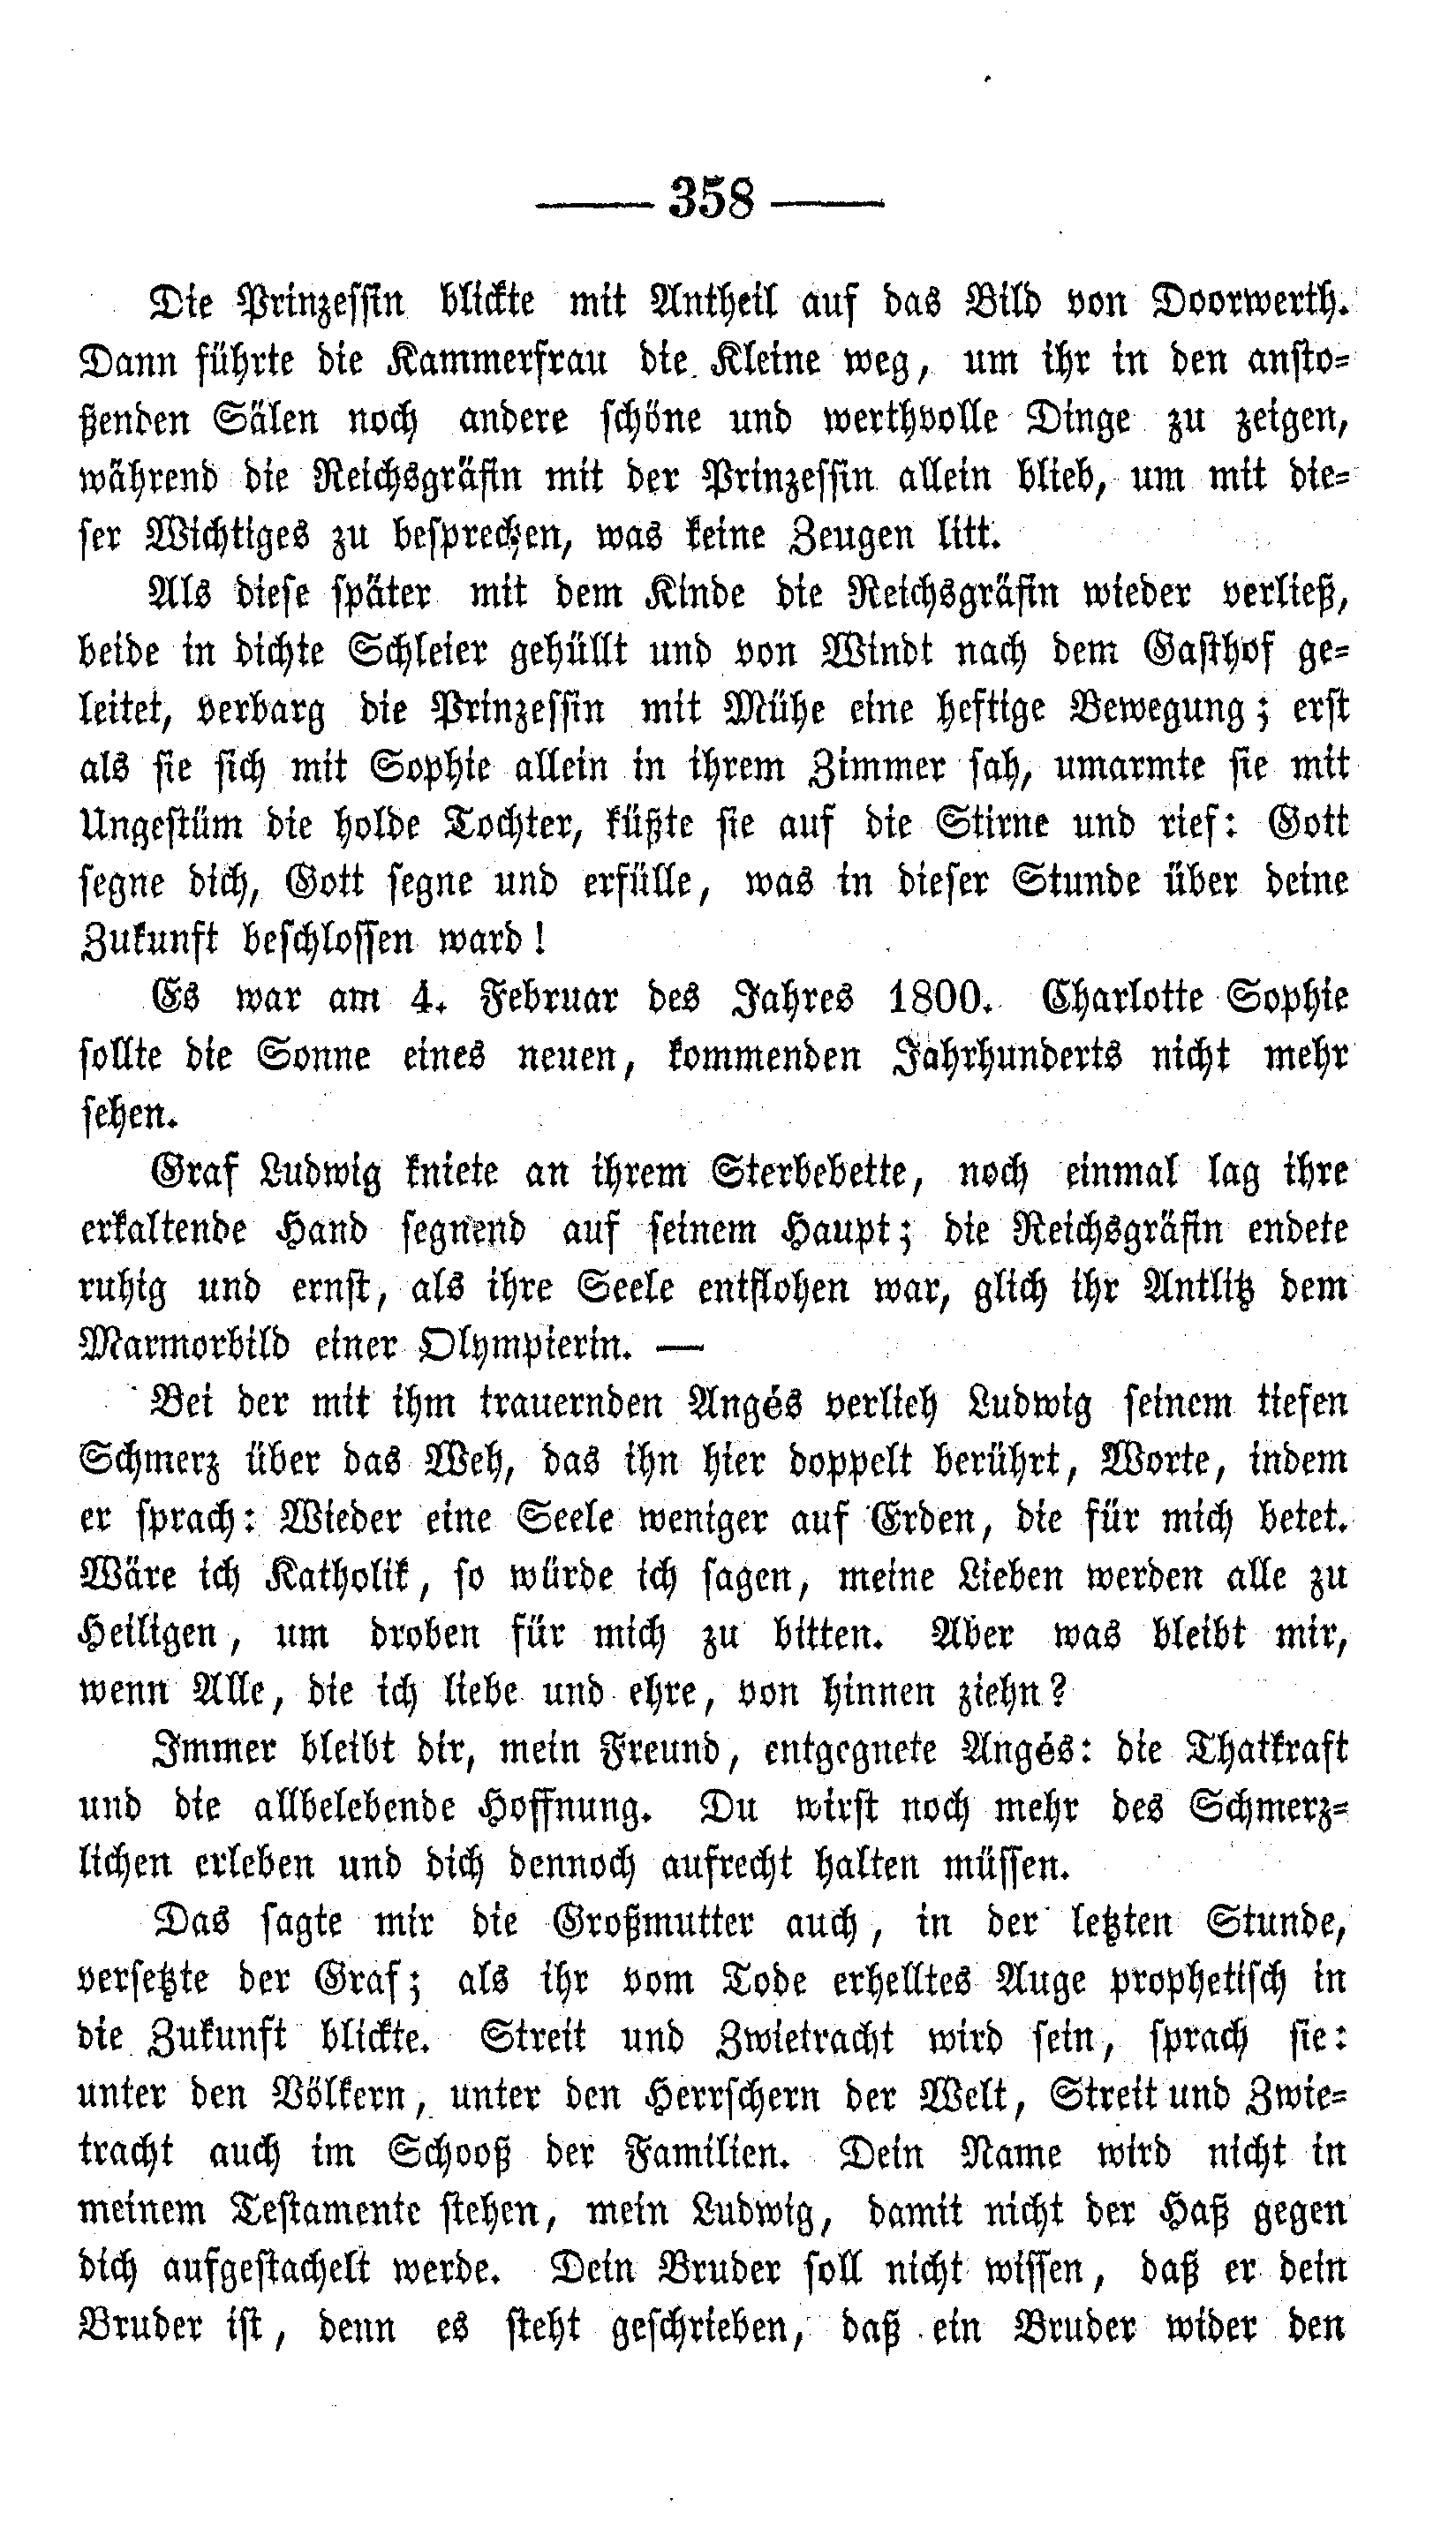 —— 358 ——
Die Prinzessin blickte mit Antheil auf das Bild von Doorwerth.
Dann führte die Kammerfrau die Kleine weg, um ihr in den ansto-
ßenden Sälen noch andere schöne und werthvolle Dinge zu zeigen,
während die Reichsgräfin mit der Prinzessin allein blieb, um mit die-
ser Wichtiges zu besprechen, was keine Zeugen litt.
Als diese später mit dem Kinde die Reichsgräfin wieder verließ,
beide in dichte Schleier gehüllt und von Windt nach dem Gasthof ge-
leitet, verbarg die Prinzessin mit Mühe eine heftige Bewegung; erst
als sie sich mit Sophie allein in ihrem Zimmer sah, umarmte sie mit
Ungestüm die holde Tochter, küßte sie auf die Stirne und rief: Gott
segne dich, Gott segne und erfülle, was in dieser Stunde über deine
Zukunft beschlossen ward!
Es war am 4. Februar des Jahres 1800. Charlotte Sophie
sollte die Sonne eines neuen, kommenden Jahrhunderts nicht mehr
sehen.
Graf Ludwig kniete an ihrem Sterbebette, noch einmal lag ihre
erkaltende Hand segnend auf seinem Haupt; die Reichsgräfin endete
ruhig und ernst, als ihre Seele entflohen war, glich ihr Antlitz dem
Marmorbild einer Olympierin. —
Bei der mit ihm trauernden Angés verlieh Ludwig seinem tiefen
Schmerz über das Weh, das ihn hier doppelt berührt, Worte, indem
er sprach: Wieder eine Seele weniger auf Erden, die für mich betet.
Wäre ich Katholik, so würde ich sagen, meine Lieben werden alle zu
Heiligen, um droben für mich zu bitten. Aber was bleibt mir,
wenn Alle, die ich liebe und ehre, von hinnen ziehn?
Immer bleibt dir, mein Freund, entgegnete Angés: die Thatkraft
und die allbelebende Hoffnung. Du wirst noch mehr des Schmerz-
lichen erleben und dich dennoch aufrecht halten müssen.
Das sagte mir die Großmutter auch, in der letzten Stunde,
versetzte der Graf; als ihr vom Tode erhelltes Auge prophetisch in
die Zukunft blickte. Streit und Zwietracht wird sein, sprach sie:
unter den Völkern, unter den Herrschern der Welt, Streit und Zwie-
tracht auch im Schooß der Familien. Dein Name wird nicht in
meinem Testamente stehen, mein Ludwig, damit nicht der Haß gegen
dich aufgestachelt werde. Dein Bruder soll nicht wissen, daß er dein
Bruder ist, denn es steht geschrieben, daß ein Bruder wider den